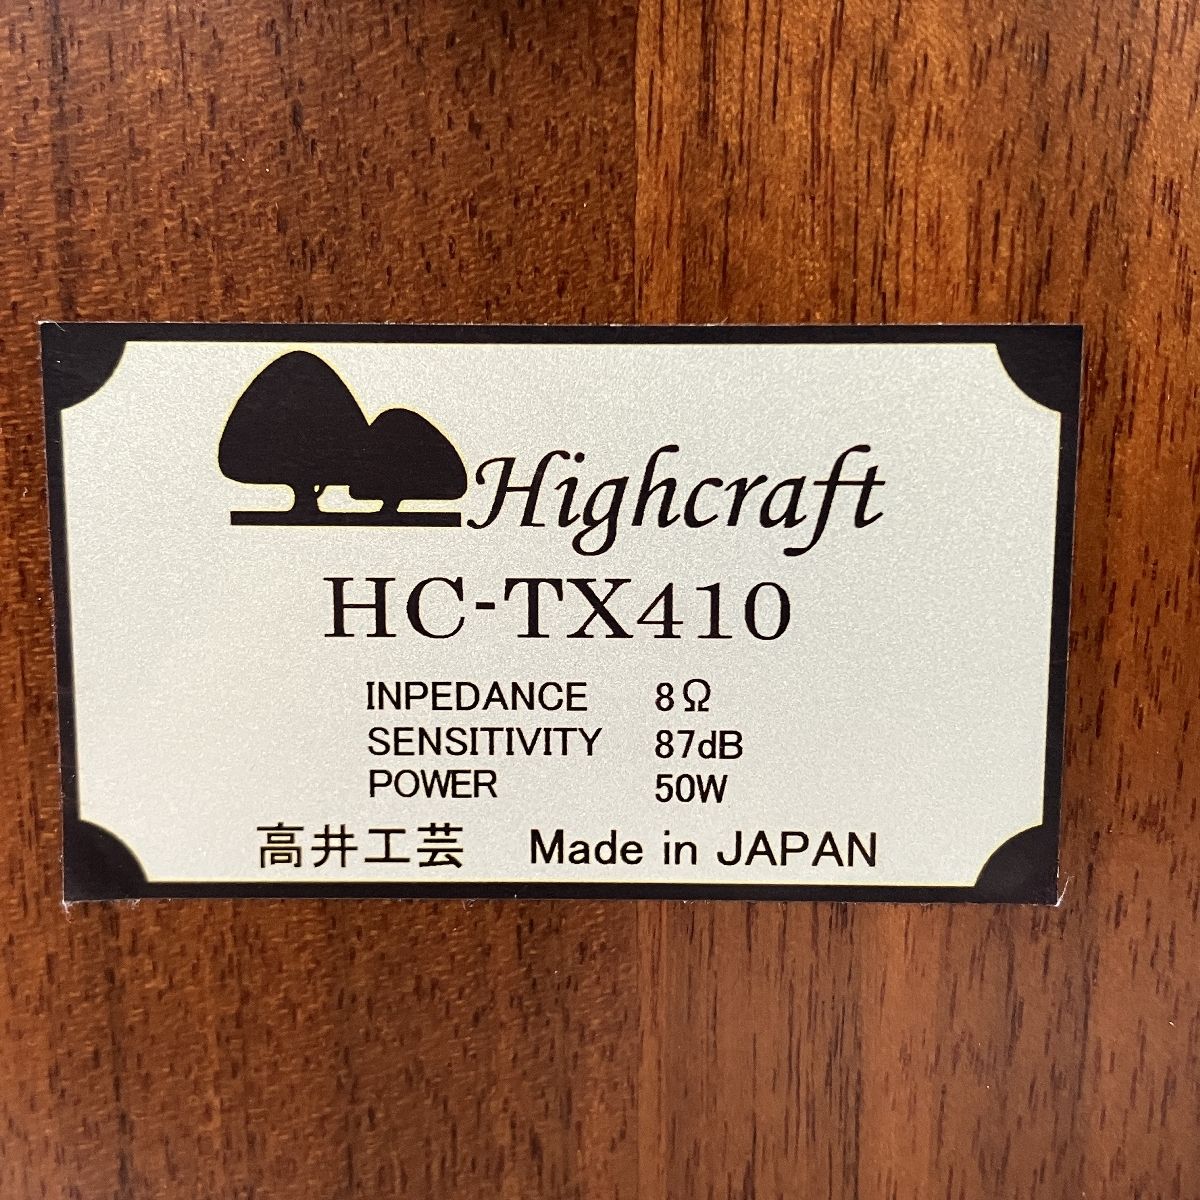 Highcraft
HC-TX410
INPEDANCE 8Ω
SENSITIVITY 87dB
POWER 50W
高井工芸 Made in JAPAN